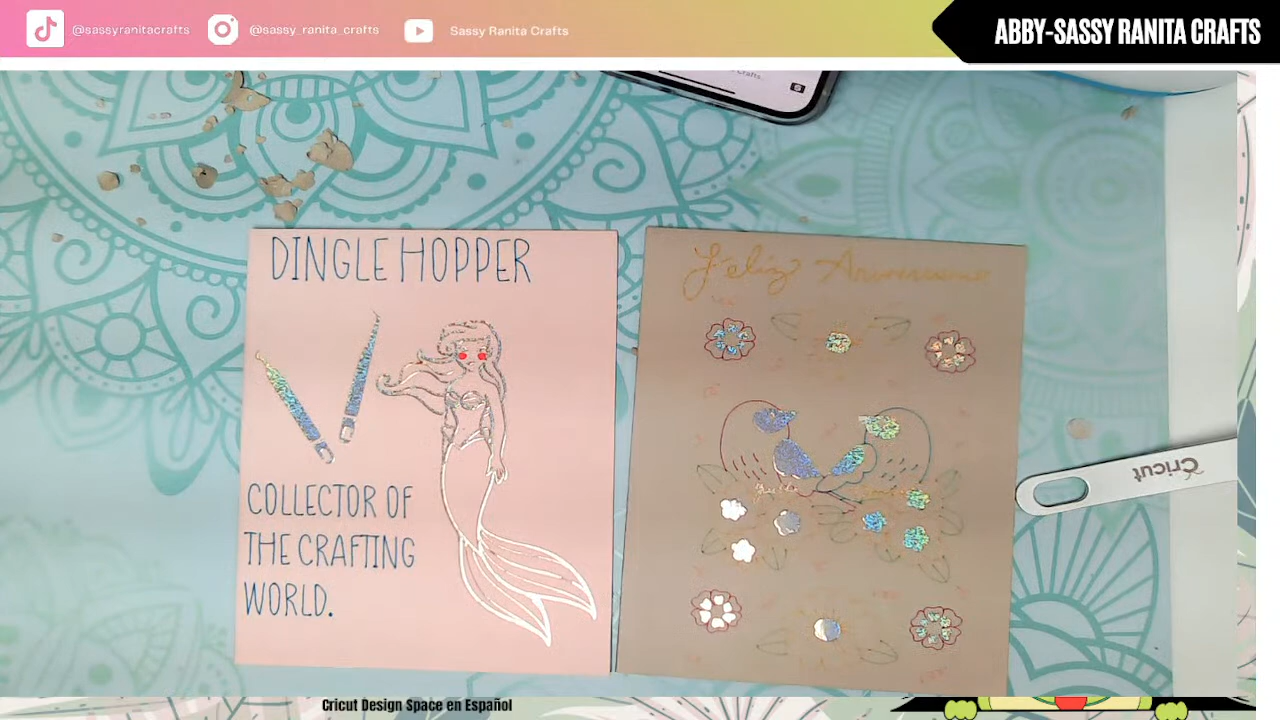 @sassyranitacrafts @sassy_ranita_crafts Sassy Ranita Crafts
ABBY-SASSY RANITA CRAFTS
Crafts
DINGLE HOPPER
COLLECTOR OF
THE CRAFTING
WORLD.
Feliz
Cricut
Cricut Design Space en Español